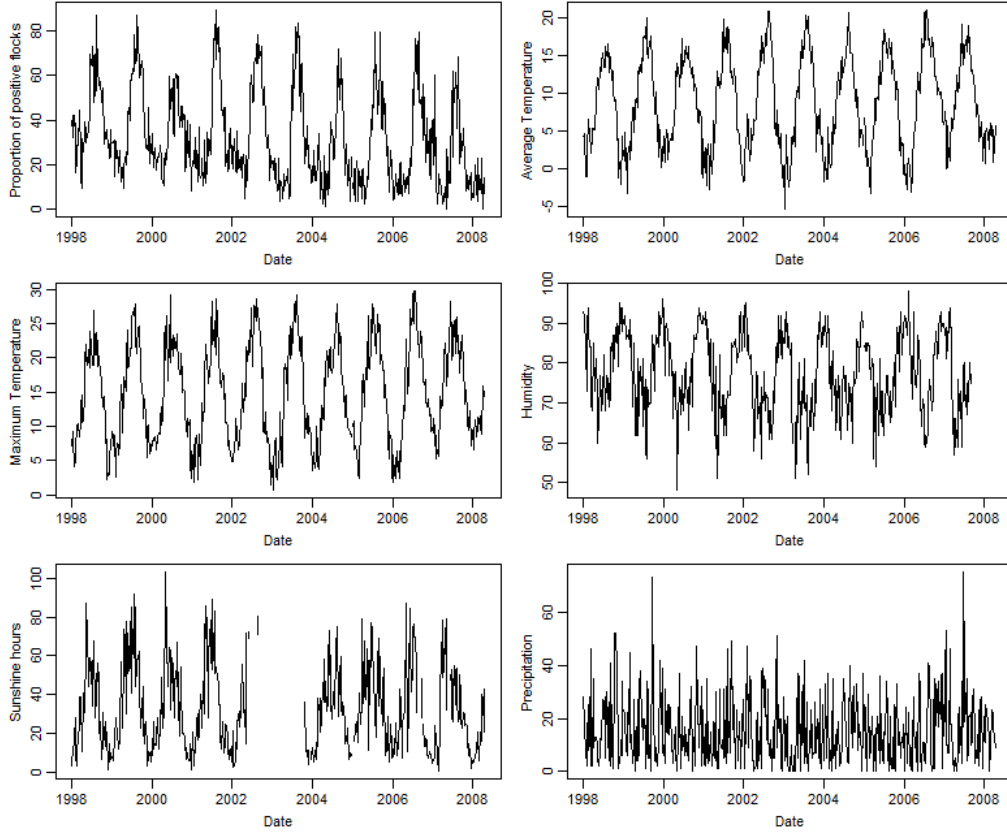 Proportion of positive flocks
0 20 40 60 80
1998 2000 2002 2004 2006 2008
Date
Average Temperature
-5 0 5 10 15 20
1998 2000 2002 2004 2006 2008
Date
Maximum Temperature
0 5 10 15 20 25 30
1998 2000 2002 2004 2006 2008
Date
Humidity
50 60 70 80 90 100
1998 2000 2002 2004 2006 2008
Date
Sunshine hours
0 20 40 60 80 100
1998 2000 2002 2004 2006 2008
Date
Precipitation
0 20 40 60
1998 2000 2002 2004 2006 2008
Date